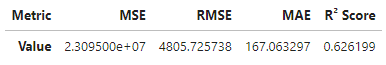 Metric MSE RMSE MAE R² Score
Value 2.309500e+07 4805.725738 167.063297 0.626199